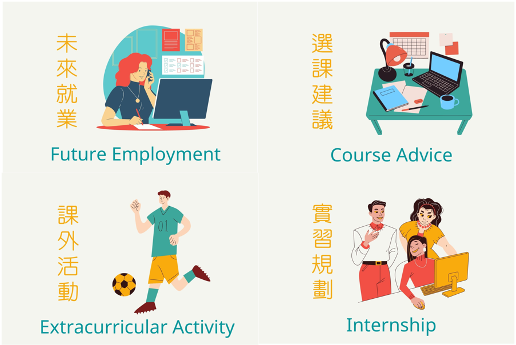 未來就業
Future Employment
選課建議
Course Advice
課外活動
Extracurricular Activity
實習規劃
Internship